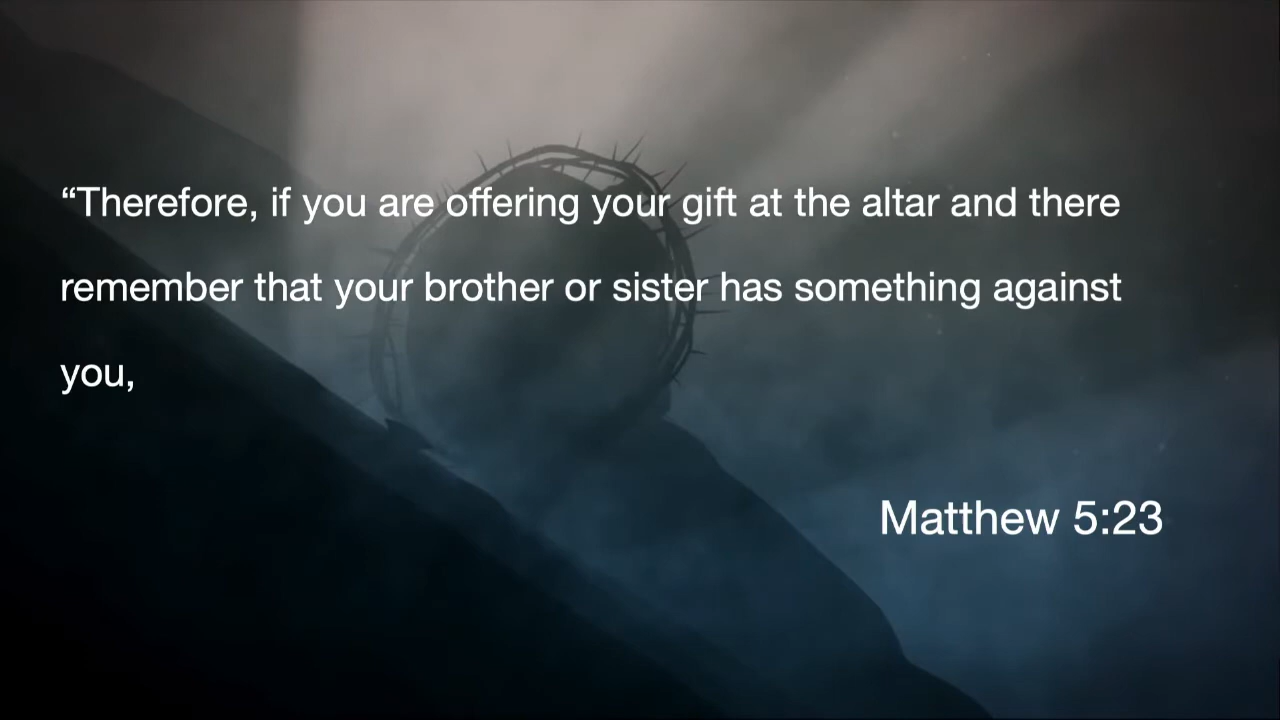 “Therefore, if you are offering your gift at the altar and there
remember that your brother or sister has something against
you,
Matthew 5:23